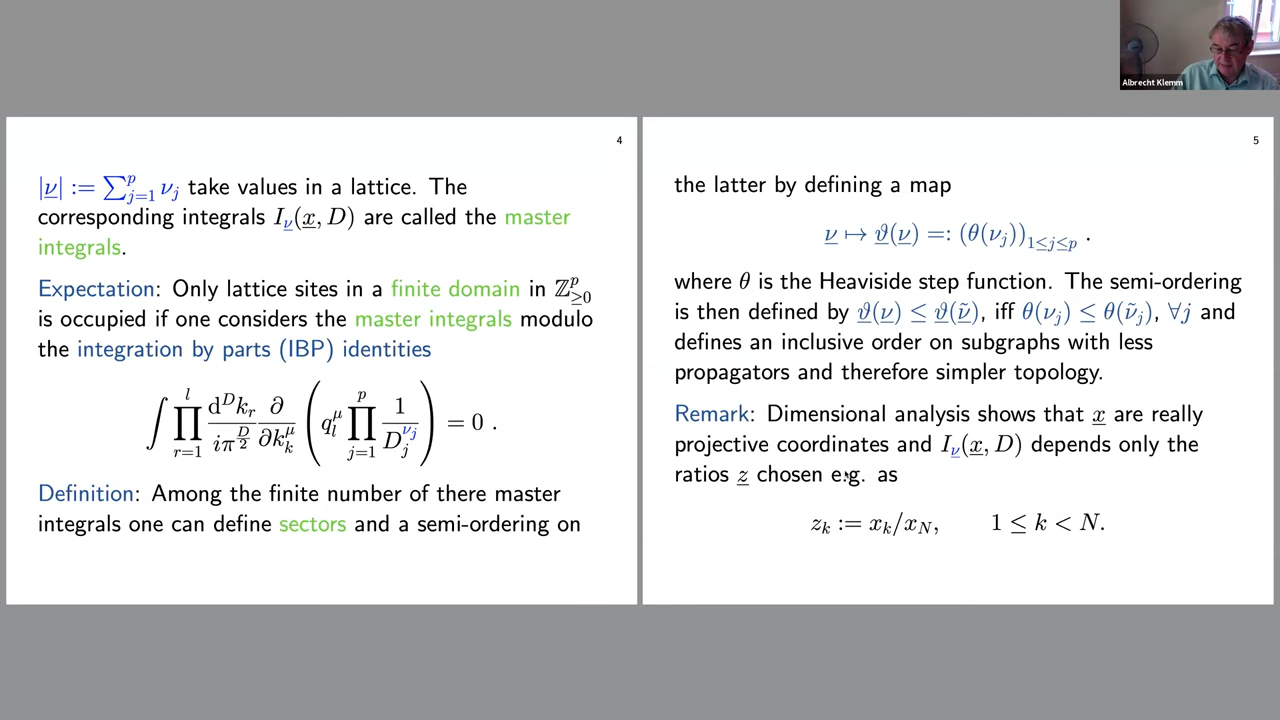 Albrecht Klemm
4
|ν| := ∑_{j=1}^{p} ν_j take values in a lattice. The
corresponding integrals I_ν(x, D) are called the master
integrals.
Expectation: Only lattice sites in a finite domain in ℤ^p_{≥0}
is occupied if one considers the master integrals modulo
the integration by parts (IBP) identities
∫ ∏_{r=1}^{l} \frac{d^D k_r}{iπ^{\frac{D}{2}}} \frac{∂}{∂k_k^μ} ( q_l^μ ∏_{j=1}^{p} \frac{1}{D_j^{ν_j}} ) = 0 .
Definition: Among the finite number of there master
integrals one can define sectors and a semi-ordering on
5
the latter by defining a map
ν ↦ ϑ(ν) =: (θ(ν_j))_{1≤j≤p} .
where θ is the Heaviside step function. The semi-ordering
is then defined by ϑ(ν) ≤ ϑ(ν̃), iff θ(ν_j) ≤ θ(ν̃_j), ∀j and
defines an inclusive order on subgraphs with less
propagators and therefore simpler topology.
Remark: Dimensional analysis shows that x are really
projective coordinates and I_ν(x, D) depends only the
ratios z chosen e.g. as
z_k := x_k/x_N, 1 ≤ k < N.